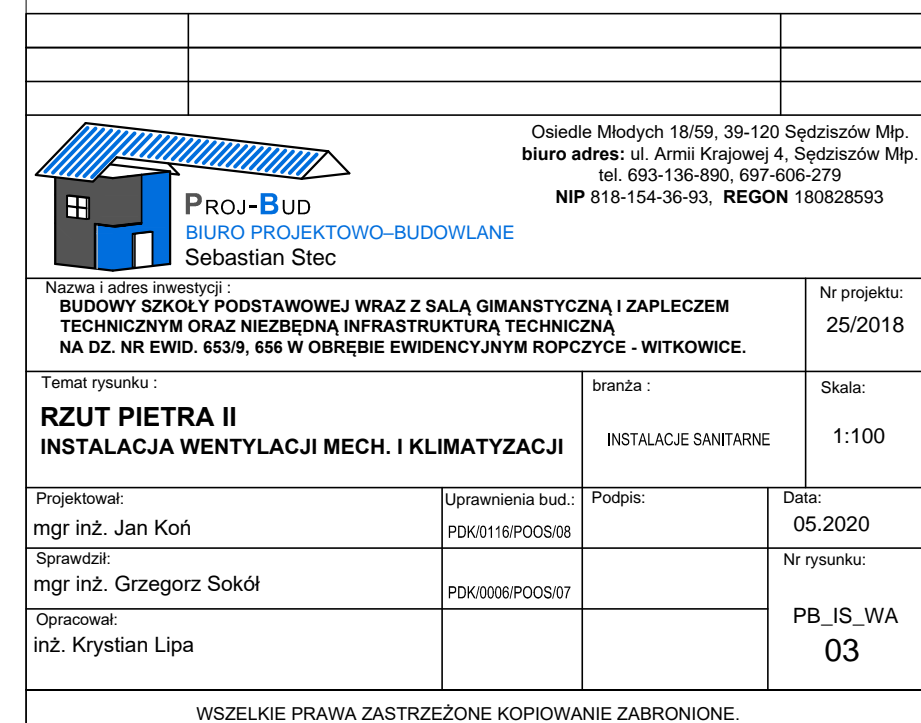 Osiedle Młodych 18/59, 39-120 Sędziszów Młp.
biuro adres: ul. Armii Krajowej 4, Sędziszów Młp.
tel. 693-136-890, 697-606-279
NIP 818-154-36-93, REGON 180828593
PROJ-BUD
BIURO PROJEKTOWO–BUDOWLANE
Sebastian Stec
Nazwa i adres inwestycji :
BUDOWY SZKOŁY PODSTAWOWEJ WRAZ Z SALĄ GIMANSTYCZNĄ I ZAPLECZEM
TECHNICZNYM ORAZ NIEZBĘDNĄ INFRASTRUKTURĄ TECHNICZNĄ
NA DZ. NR EWID. 653/9, 656 W OBRĘBIE EWIDENCYJNYM ROPCZYCE - WITKOWICE.
Nr projektu:
25/2018
Temat rysunku :
RZUT PIETRA II
INSTALACJA WENTYLACJI MECH. I KLIMATYZACJI
branża :
INSTALACJE SANITARNE
Skala:
1:100
Projektował:
mgr inż. Jan Koń
Uprawnienia bud.:
PDK/0116/POOS/08
Podpis:
Data:
05.2020
Sprawdził:
mgr inż. Grzegorz Sokół
PDK/0006/POOS/07
Nr rysunku:
PB_IS_WA
03
Opracował:
inż. Krystian Lipa
WSZELKIE PRAWA ZASTRZEŻONE KOPIOWANIE ZABRONIONE.